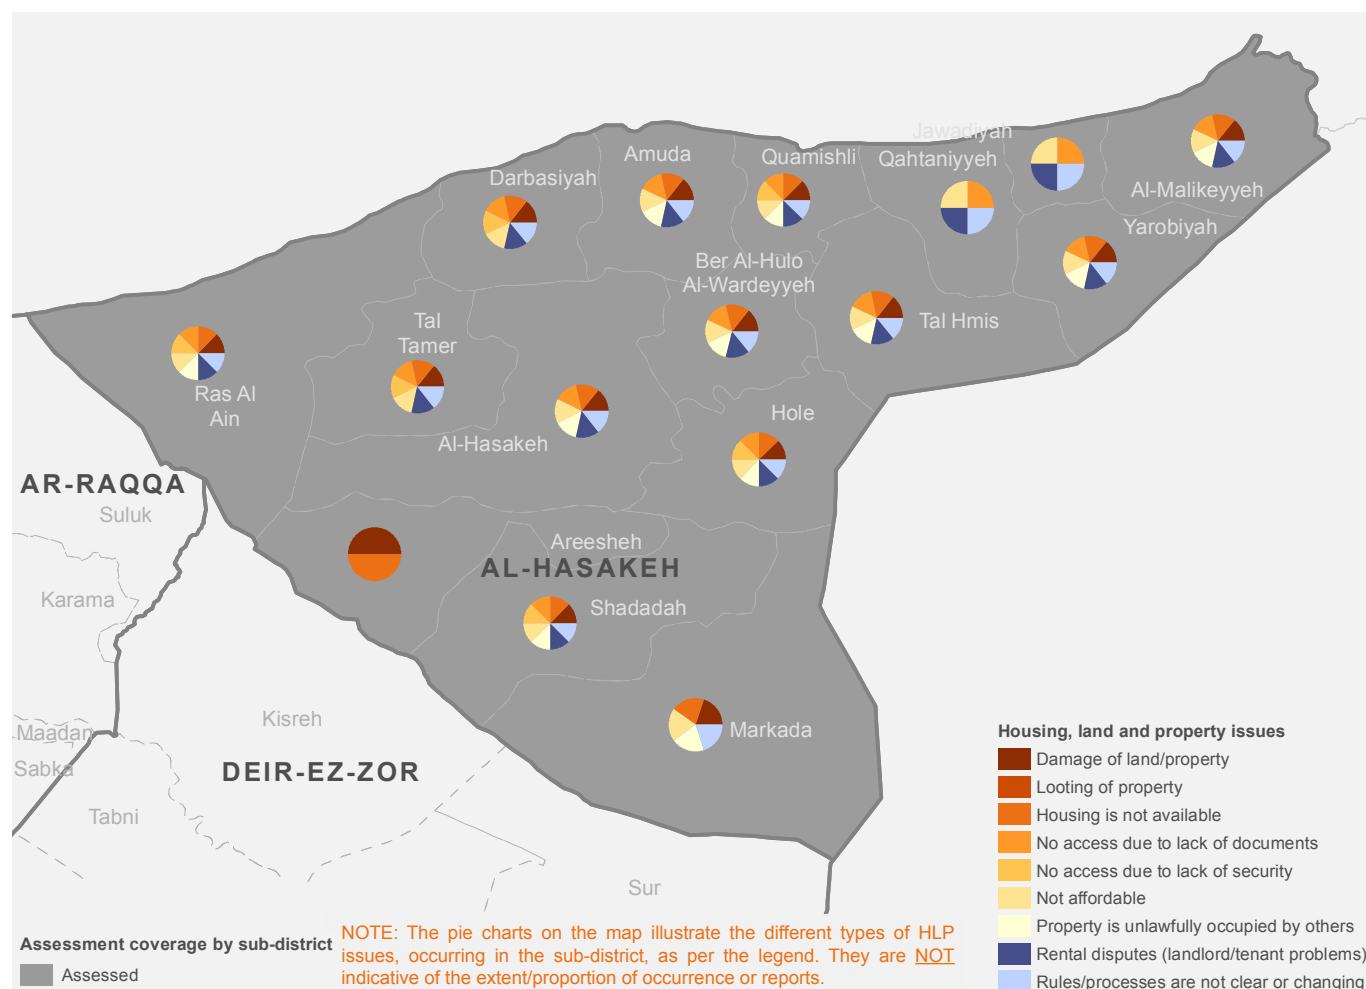 Jawadiyah
Amuda
Quamishli
Qahtaniyyeh
Darbasiyah
Al-Malikeyyeh
Yarobiyah
Ber Al-Hulo
Al-Wardeyyeh
Tal
Tamer
Tal Hmis
Ras Al
Ain
Hole
Al-Hasakeh
AR-RAQQA
Suluk
Areesheh
AL-HASAKEH
Karama
Shadadah
Kisreh
Markada
Maadan
Sabka
DEIR-EZ-ZOR
Tabni
Sur
Housing, land and property issues
Damage of land/property
Looting of property
Housing is not available
No access due to lack of documents
No access due to lack of security
Not affordable
Property is unlawfully occupied by others
Rental disputes (landlord/tenant problems)
Rules/processes are not clear or changing
Assessment coverage by sub-district
Assessed
NOTE: The pie charts on the map illustrate the different types of HLP
issues, occurring in the sub-district, as per the legend. They are NOT
indicative of the extent/proportion of occurrence or reports.